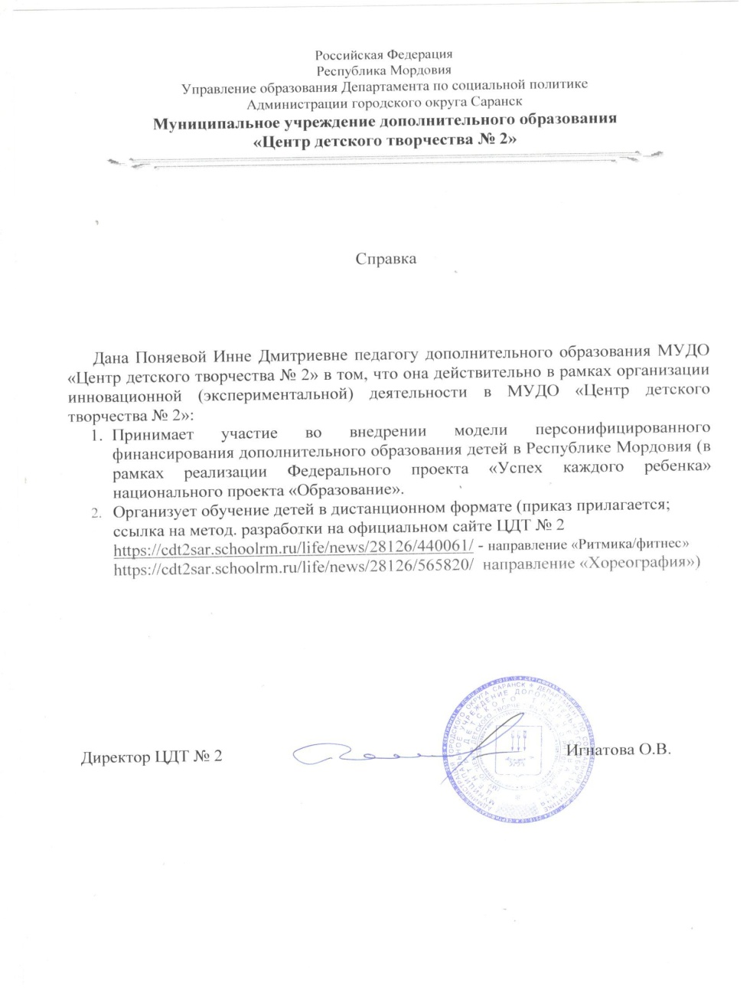 Российская Федерация
Республика Мордовия
Управление образования Департамента по социальной политике
Администрации городского округа Саранск
Муниципальное учреждение дополнительного образования
«Центр детского творчества № 2»
Справка
Дана Поняевой Инне Дмитриевне педагогу дополнительного образования МУДО
«Центр детского творчества № 2» в том, что она действительно в рамках организации
инновационной (экспериментальной) деятельности в МУДО «Центр детского
творчества № 2»:
1. Принимает участие во внедрении модели персонифицированного
финансирования дополнительного образования детей в Республике Мордовия (в
рамках реализации Федерального проекта «Успех каждого ребенка»
национального проекта «Образование».
2. Организует обучение детей в дистанционном формате (приказ прилагается;
ссылка на метод. разработки на официальном сайте ЦДТ № 2
https://cdt2sar.schoolrm.ru/life/news/28126/440061/ - направление «Ритмика/фитнес»
https://cdt2sar.schoolrm.ru/life/news/28126/565820/ направление «Хореография»)
Директор ЦДТ № 2
Игнатова О.В.